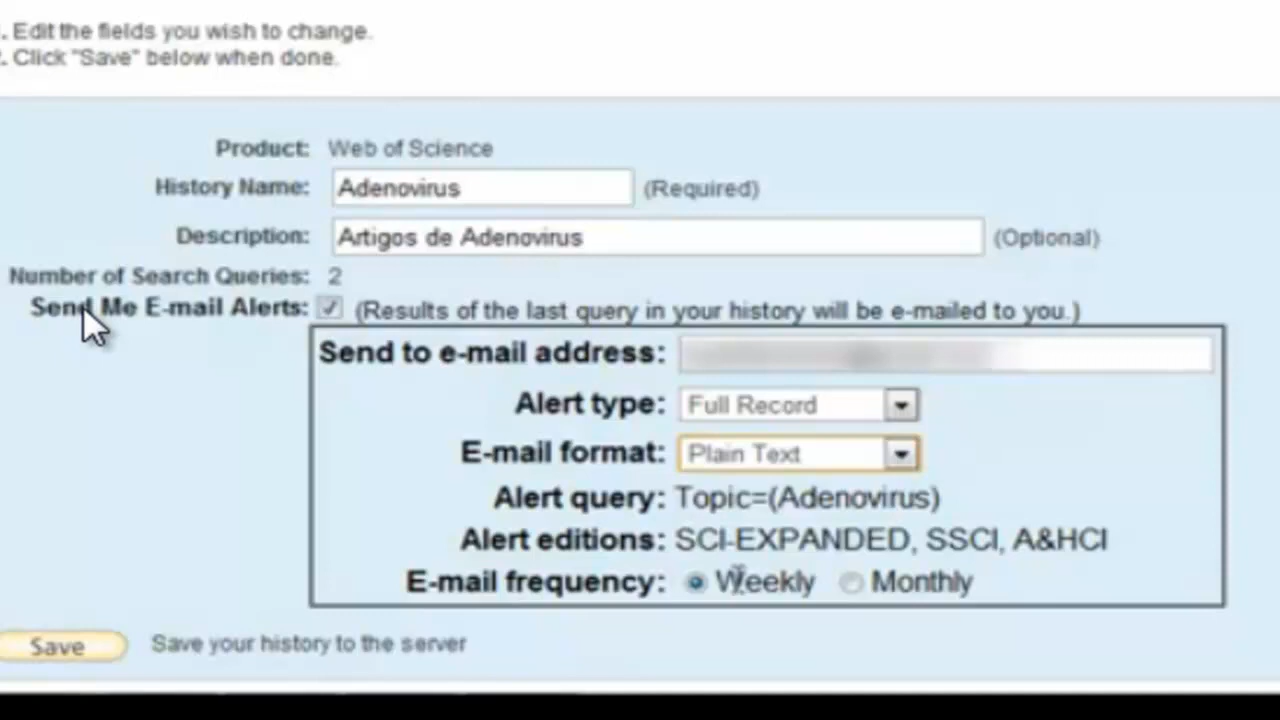 . Edit the fields you wish to change.
. Click "Save" below when done.
Product: Web of Science
History Name: Adenovirus (Required)
Description: Artigos de Adenovirus (Optional)
Number of Search Queries: 2
Send Me E-mail Alerts: (Results of the last query in your history will be e-mailed to you.)
Send to e-mail address:
Alert type: Full Record
E-mail format: Plain Text
Alert query: Topic=(Adenovirus)
Alert editions: SCI-EXPANDED, SSCI, A&HCI
E-mail frequency: Weekly Monthly
Save Save your history to the server